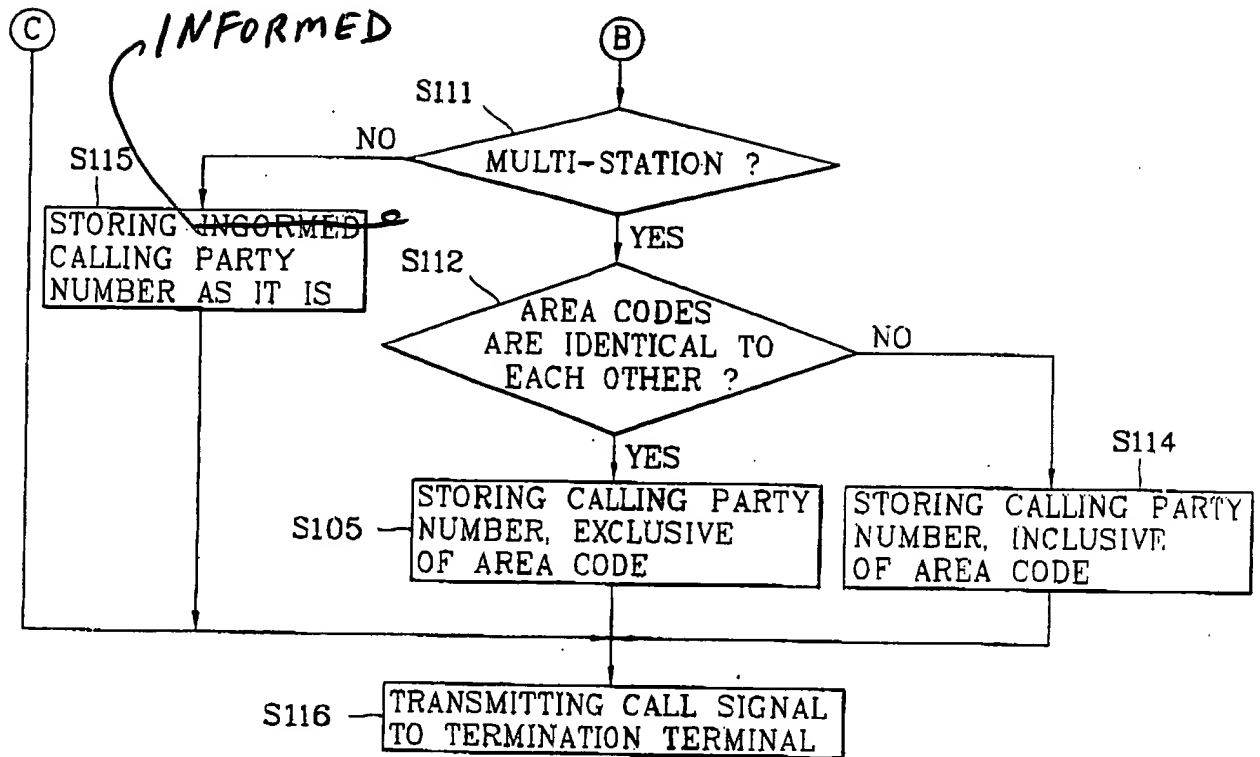 C
INFORMED
B
S111
NO
MULTI-STATION ?
S115
STORING INGORMED
CALLING PARTY
NUMBER AS IT IS
YES
S112
AREA CODES
ARE IDENTICAL TO
EACH OTHER ?
NO
YES
S114
S105
STORING CALLING PARTY
NUMBER, EXCLUSIVE
OF AREA CODE
STORING CALLING PARTY
NUMBER, INCLUSIVE
OF AREA CODE
S116
TRANSMITTING CALL SIGNAL
TO TERMINATION TERMINAL